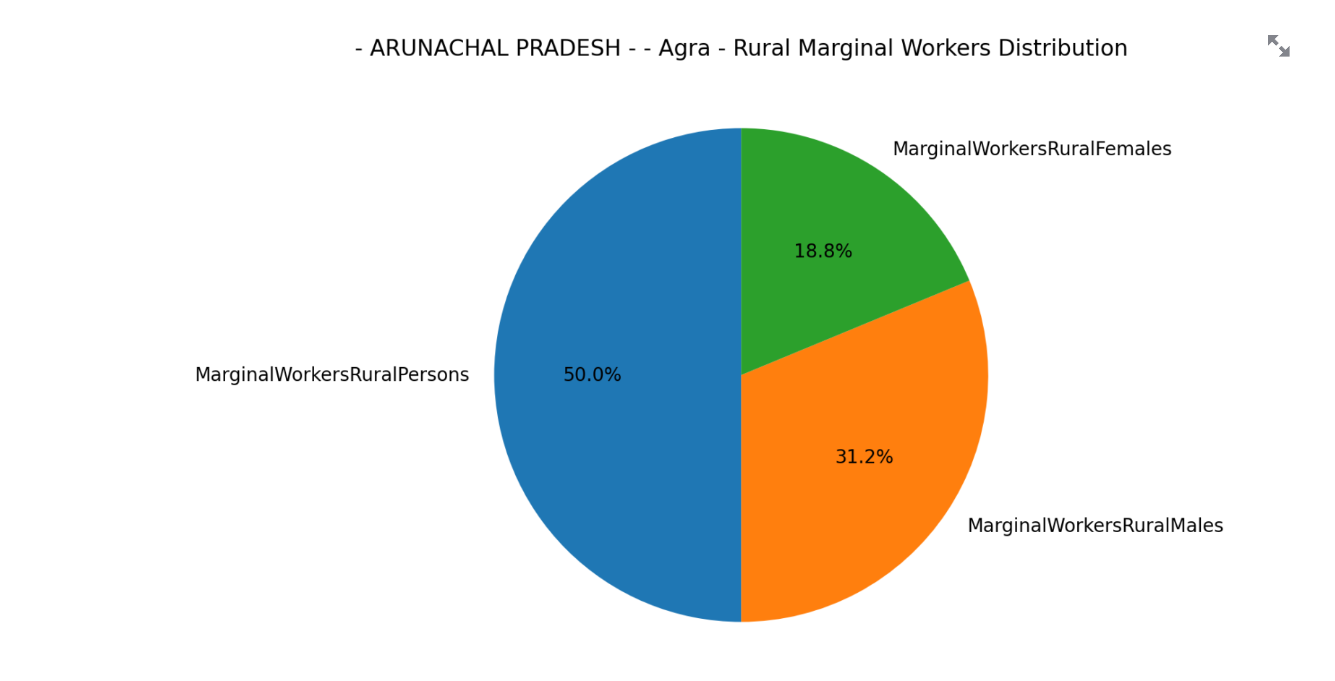 - ARUNACHAL PRADESH - - Agra - Rural Marginal Workers Distribution
MarginalWorkersRuralFemales
18.8%
MarginalWorkersRuralPersons
50.0%
31.2%
MarginalWorkersRuralMales